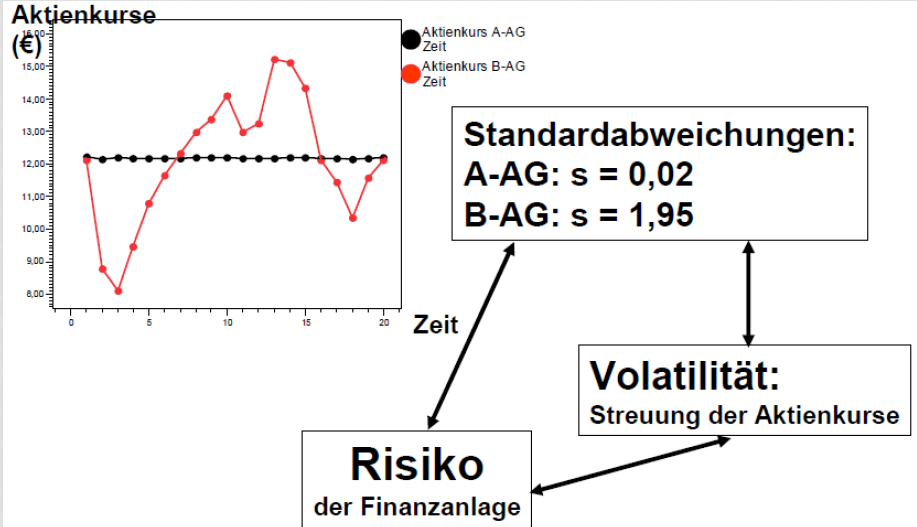 Aktienkurse
(€)
16,00
15,00
14,00
13,00
12,00
11,00
10,00
9,00
8,00
0
5
10
15
20
Zeit
Aktienkurs A-AG
Zeit
Aktienkurs B-AG
Zeit
Standardabweichungen:
A-AG: s = 0,02
B-AG: s = 1,95
Volatilität:
Streuung der Aktienkurse
Risiko
der Finanzanlage